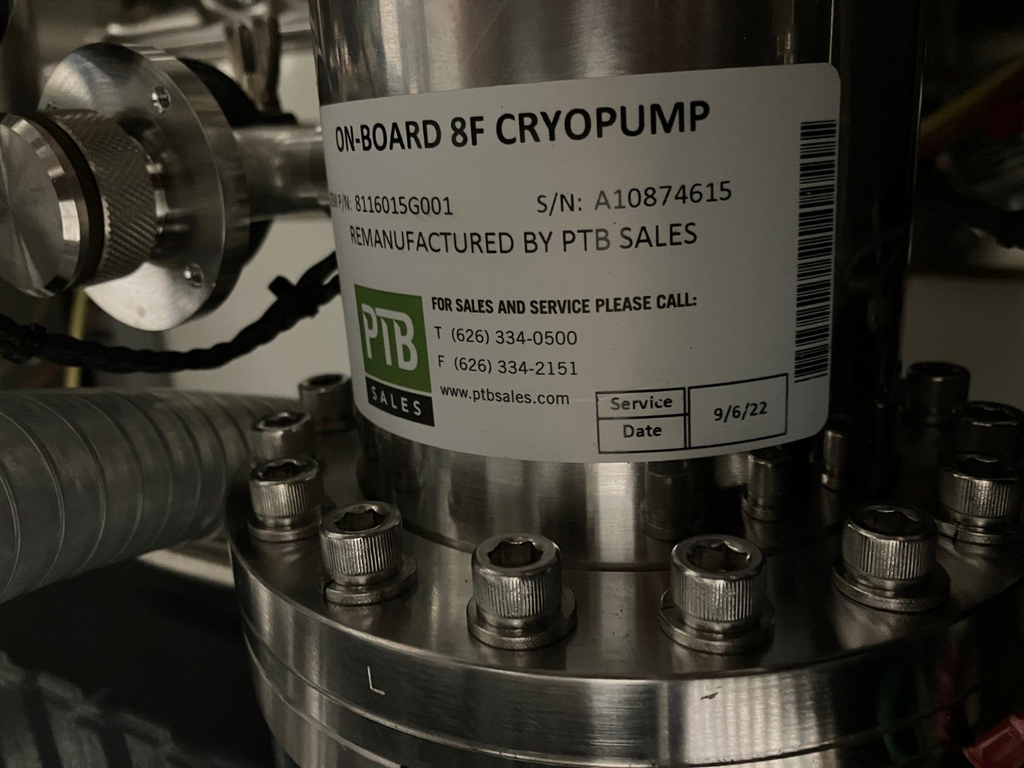 ON-BOARD 8F CRYOPUMP
P/N: 8116015G001 S/N: A10874615
REMANUFACTURED BY PTB SALES
FOR SALES AND SERVICE PLEASE CALL:
T (626) 334-0500
F (626) 334-2151
www.ptbsales.com
PTB
SALES
Service Date 9/6/22
L